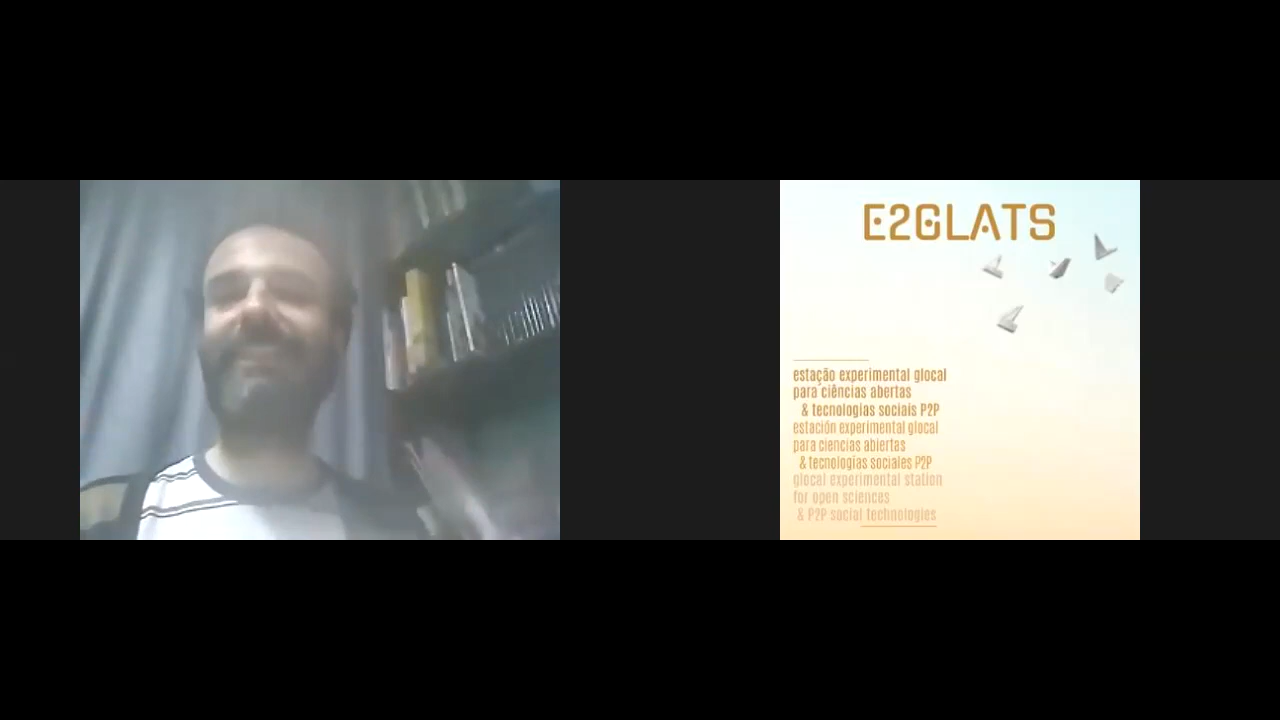 E2GLATS
estação experimental glocal
para ciências abertas
& tecnologias sociais P2P
estación experimental glocal
para ciencias abiertas
& tecnologías sociales P2P
glocal experimental station
for open sciences
& P2P social technologies